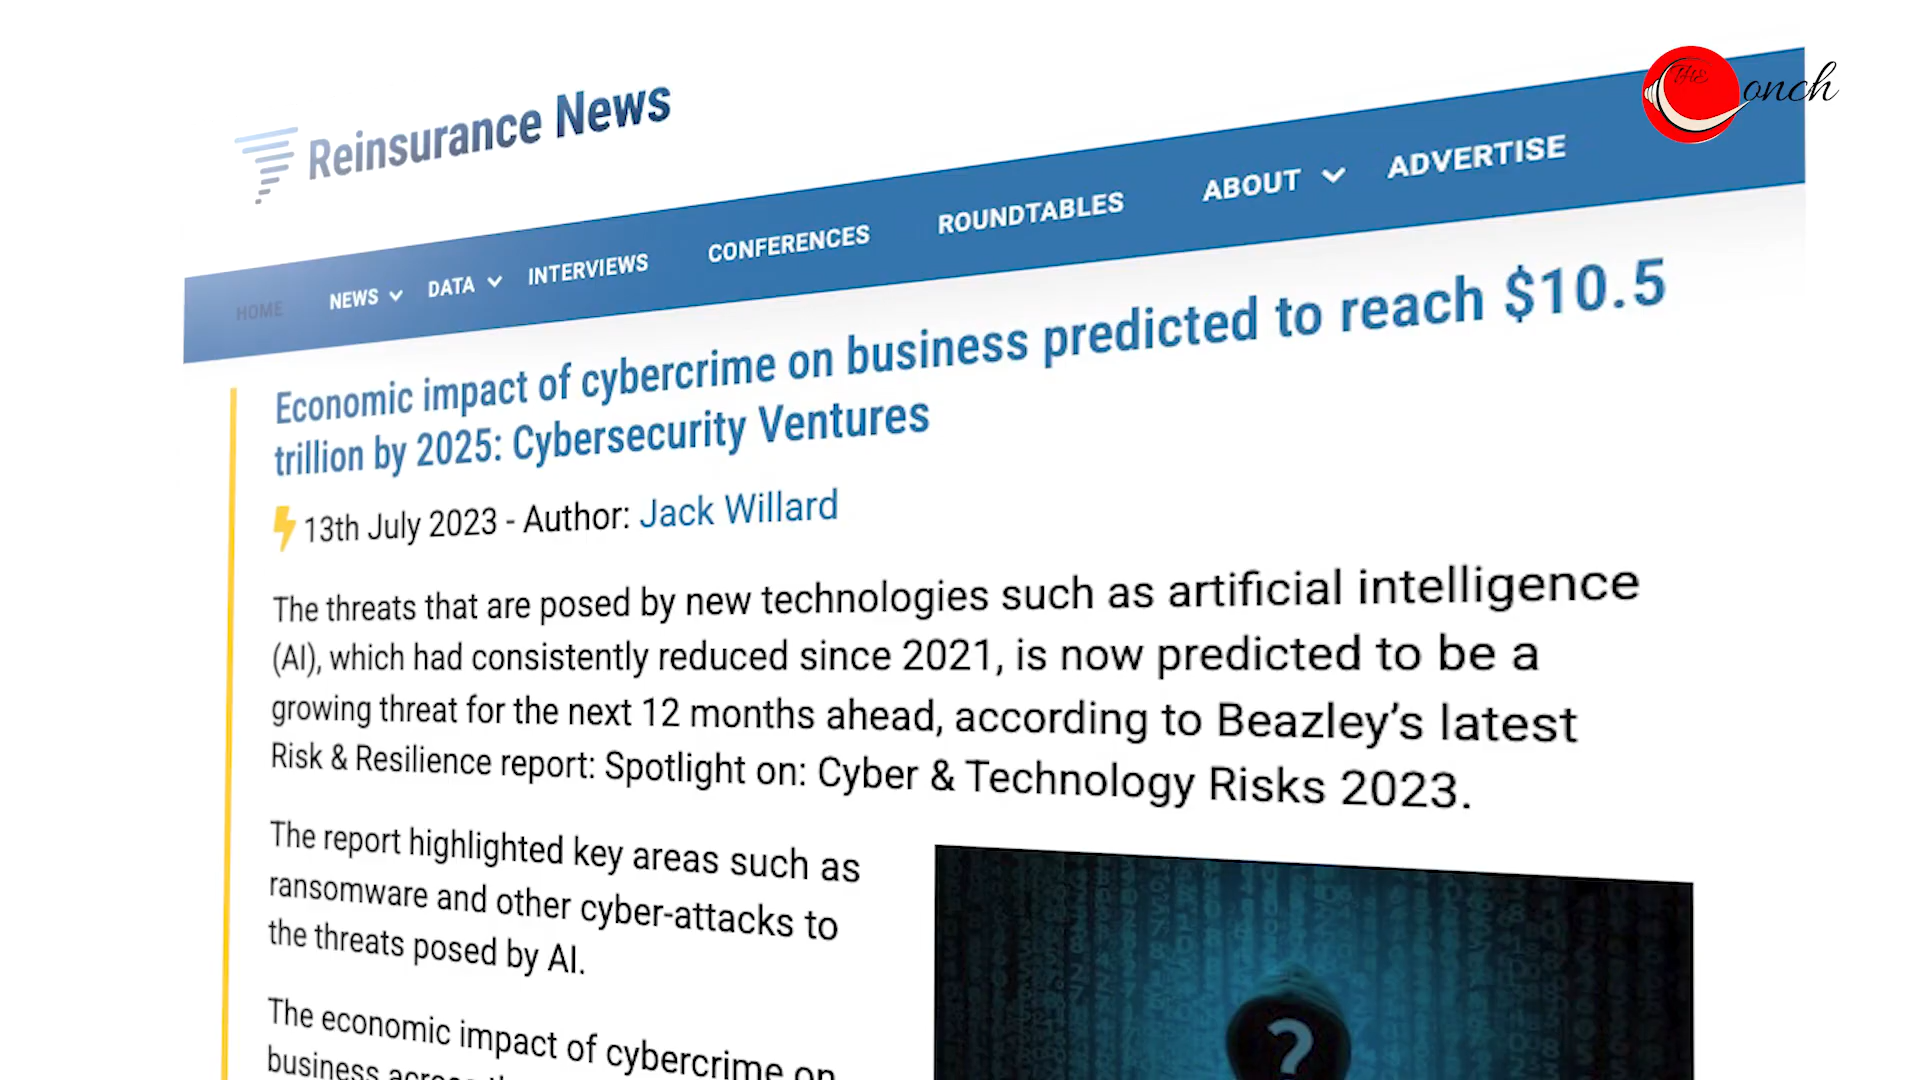 THE Conch
Reinsurance News
HOME NEWS DATA INTERVIEWS CONFERENCES ROUNDTABLES ABOUT ADVERTISE
Economic impact of cybercrime on business predicted to reach $10.5
trillion by 2025: Cybersecurity Ventures
13th July 2023 - Author: Jack Willard
The threats that are posed by new technologies such as artificial intelligence
(AI), which had consistently reduced since 2021, is now predicted to be a
growing threat for the next 12 months ahead, according to Beazley's latest
Risk & Resilience report: Spotlight on: Cyber & Technology Risks 2023.
The report highlighted key areas such as
ransomware and other cyber-attacks to
the threats posed by AI.
The economic impact of cybercrime on
business
?